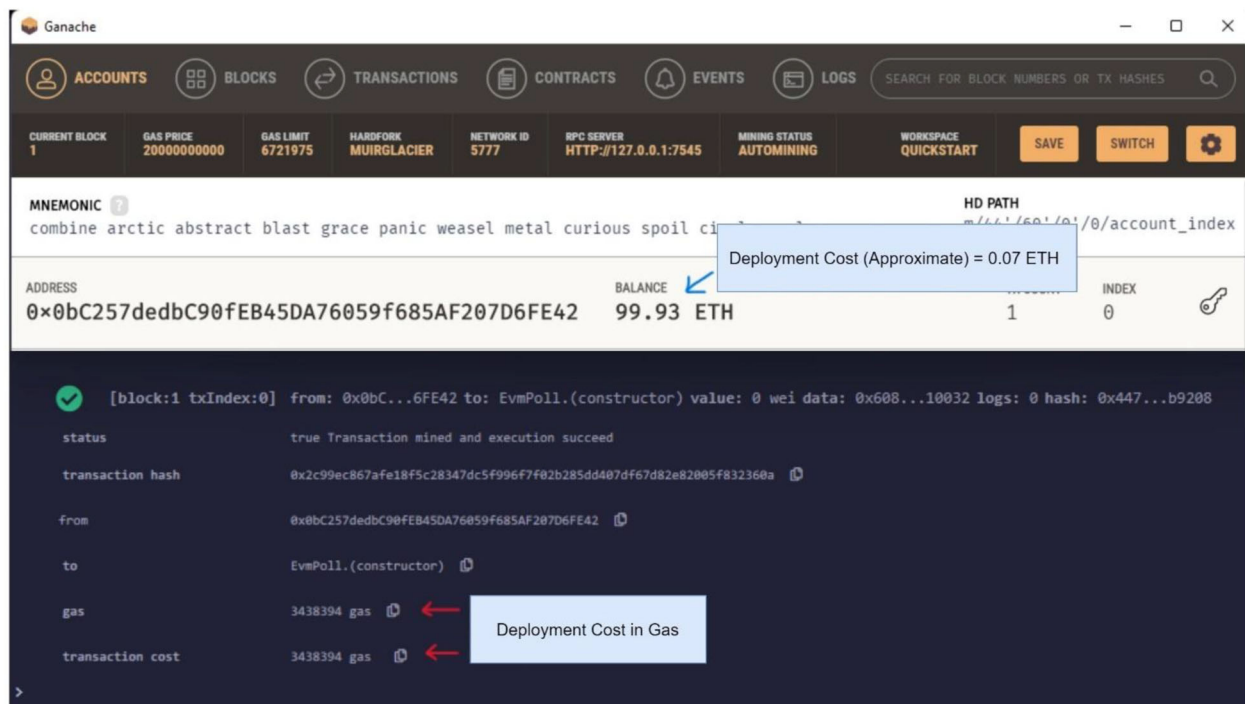 Ganache
ACCOUNTS BLOCKS TRANSACTIONS CONTRACTS EVENTS LOGS SEARCH FOR BLOCK NUMBERS OR TX HASHES
CURRENT BLOCK GAS PRICE GAS LIMIT HARDFORK NETWORK ID RPC SERVER MINING STATUS WORKSPACE
1 20000000000 6721975 MUIRGLACIER 5777 HTTP://127.0.0.1:7545 AUTOMINING QUICKSTART SAVE SWITCH
MNEMONIC ? HD PATH
combine arctic abstract blast grace panic weasel metal curious spoil /0/account_index
Deployment Cost (Approximate) = 0.07 ETH
ADDRESS BALANCE INDEX
0×0bC257dedbC90fEB45DA76059f685AF207D6FE42 99.93 ETH 1 0
[block:1 txIndex:0] from: 0x0bC...6FE42 to: EvmPoll.(constructor) value: 0 wei data: 0x608...10032 logs: 0 hash: 0x447...b9208
status true Transaction mined and execution succeed
transaction hash 0x2c99ec867afe18f5c28347dc5f996f7f02b285dd407df67d82e82005f832360a
from 0x0bC257dedbC90fEB45DA76059f685AF207D6FE42
to EvmPoll.(constructor)
gas 3438394 gas
Deployment Cost in Gas
transaction cost 3438394 gas
>